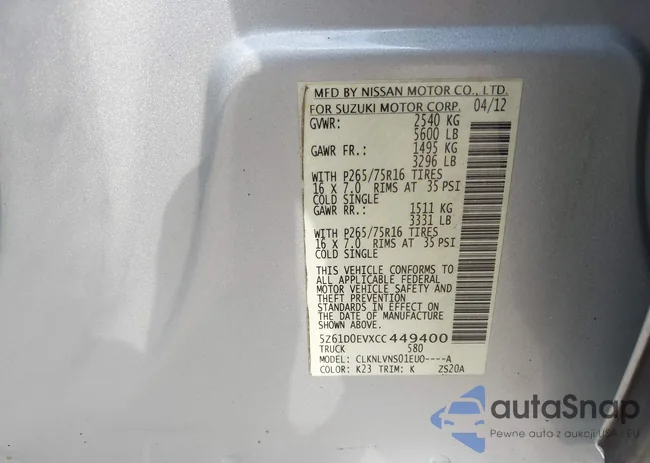 MFD BY NISSAN MOTOR CO., LTD.
FOR SUZUKI MOTOR CORP. 04/12
GVWR: 2540 KG
5600 LB
GAWR FR.: 1495 KG
3296 LB
WITH P265/75R16 TIRES
16 X 7.0 RIMS AT 35 PSI
COLD SINGLE
GAWR RR.: 1511 KG
3331 LB
WITH P265/75R16 TIRES
16 X 7.0 RIMS AT 35 PSI
COLD SINGLE
THIS VEHICLE CONFORMS TO
ALL APPLICABLE FEDERAL
MOTOR VEHICLE SAFETY AND
THEFT PREVENTION
STANDARDS IN EFFECT ON
THE DATE OF MANUFACTURE
SHOWN ABOVE.
5Z61D0EVXCC449400
TRUCK 580
MODEL: CLKNLVNS01EU0----A
COLOR: K23 TRIM: K ZS20A
autaSnap
Pewne auto z aukcji USA i EU